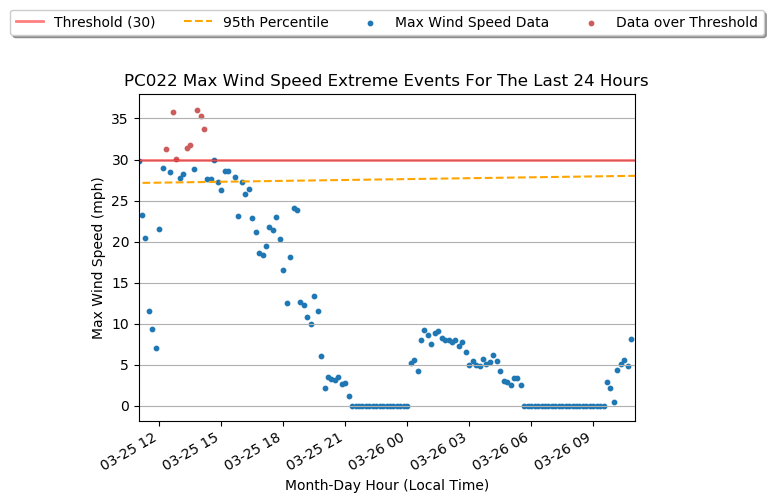 Threshold (30) 95th Percentile Max Wind Speed Data Data over Threshold
PC022 Max Wind Speed Extreme Events For The Last 24 Hours
35
30
25
20
15
10
5
0
Max Wind Speed (mph)
03-25 12 03-25 15 03-25 18 03-25 21 03-26 00 03-26 03 03-26 06 03-26 09
Month-Day Hour (Local Time)